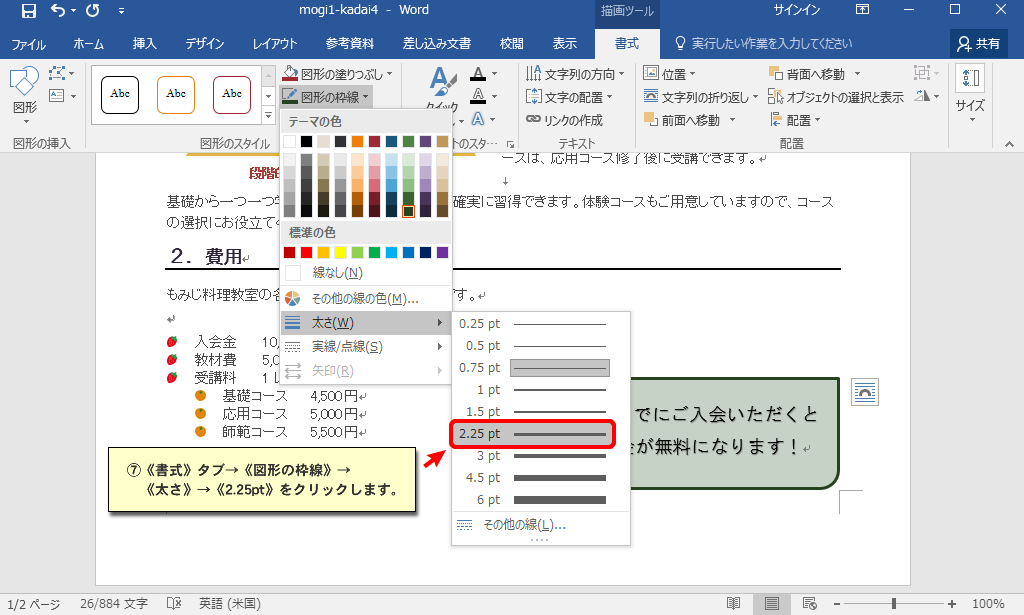 mogi1-kadai4 - Word
描画ツール
サインイン
ファイル ホーム 挿入 デザイン レイアウト 参考資料 差し込み文書 校閲 表示 書式 実行したい作業を入力してください 共有
図形
Abc Abc Abc
図形の塗りつぶし
図形の枠線
クイック
文字列の方向
文字の配置
リンクの作成
位置
文字列の折り返し
前面へ移動
背面へ移動
オブジェクトの選択と表示
配置
サイズ
図形の挿入 図形のスタイル トのスタ… テキスト 配置
テーマの色
標準の色
線なし(N)
その他の線の色(M)...
太さ(W)
実線/点線(S)
矢印(R)
0.25 pt
0.5 pt
0.75 pt
1 pt
1.5 pt
2.25 pt
3 pt
4.5 pt
6 pt
その他の線(L)...
ースは、応用コース修了後に受講できます。
段階
基礎から一つ一つ 確実に習得できます。体験コースもご用意していますので、コース
の選択にお役立て
2. 費用
もみじ料理教室の す。
入会金 10,
教材費 5,0
受講料 1
基礎コース 4,500円
応用コース 5,000円
師範コース 5,500円
でにご入会いただくと
金が無料になります！
⑦《書式》タブ→《図形の枠線》→
《太さ》→《2.25pt》をクリックします。
1/2 ページ 26/884 文字 英語 (米国) 100%